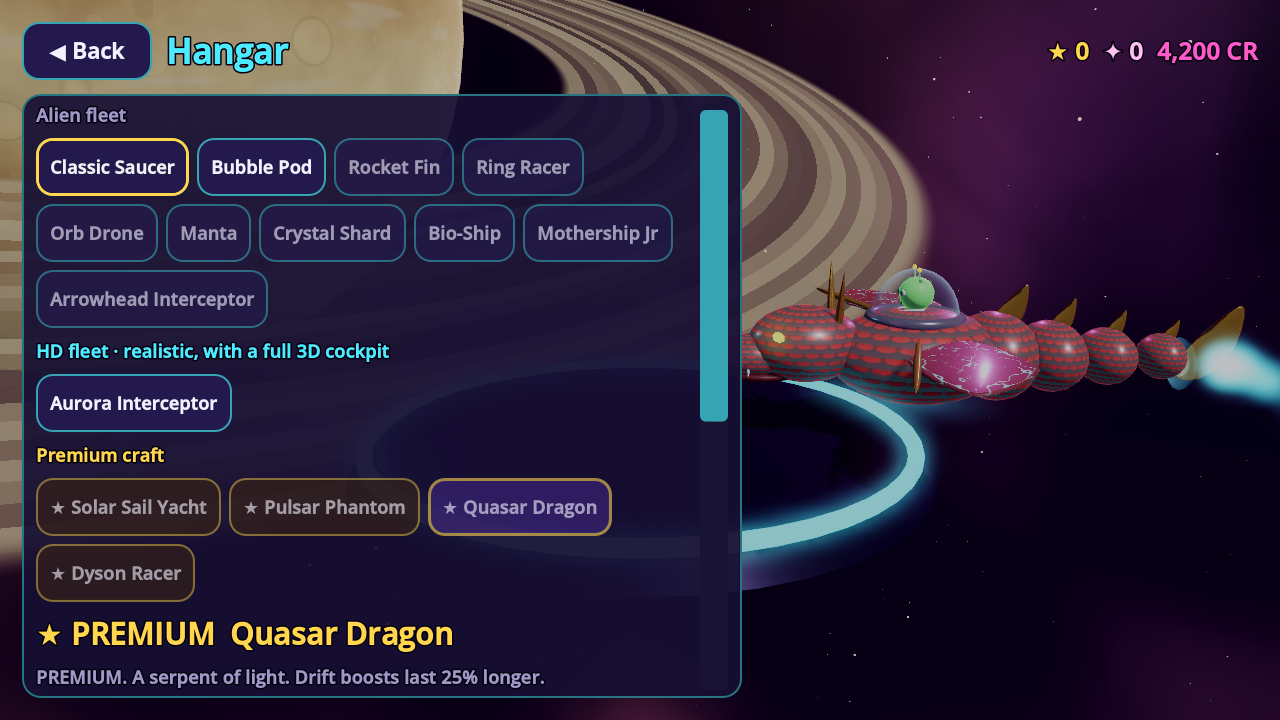 ◀ Back
Hangar
★ 0 ✦ 0 4,200 CR
Alien fleet
Classic Saucer
Bubble Pod
Rocket Fin
Ring Racer
Orb Drone
Manta
Crystal Shard
Bio-Ship
Mothership Jr
Arrowhead Interceptor
HD fleet · realistic, with a full 3D cockpit
Aurora Interceptor
Premium craft
★ Solar Sail Yacht
★ Pulsar Phantom
★ Quasar Dragon
★ Dyson Racer
★ PREMIUM Quasar Dragon
PREMIUM. A serpent of light. Drift boosts last 25% longer.